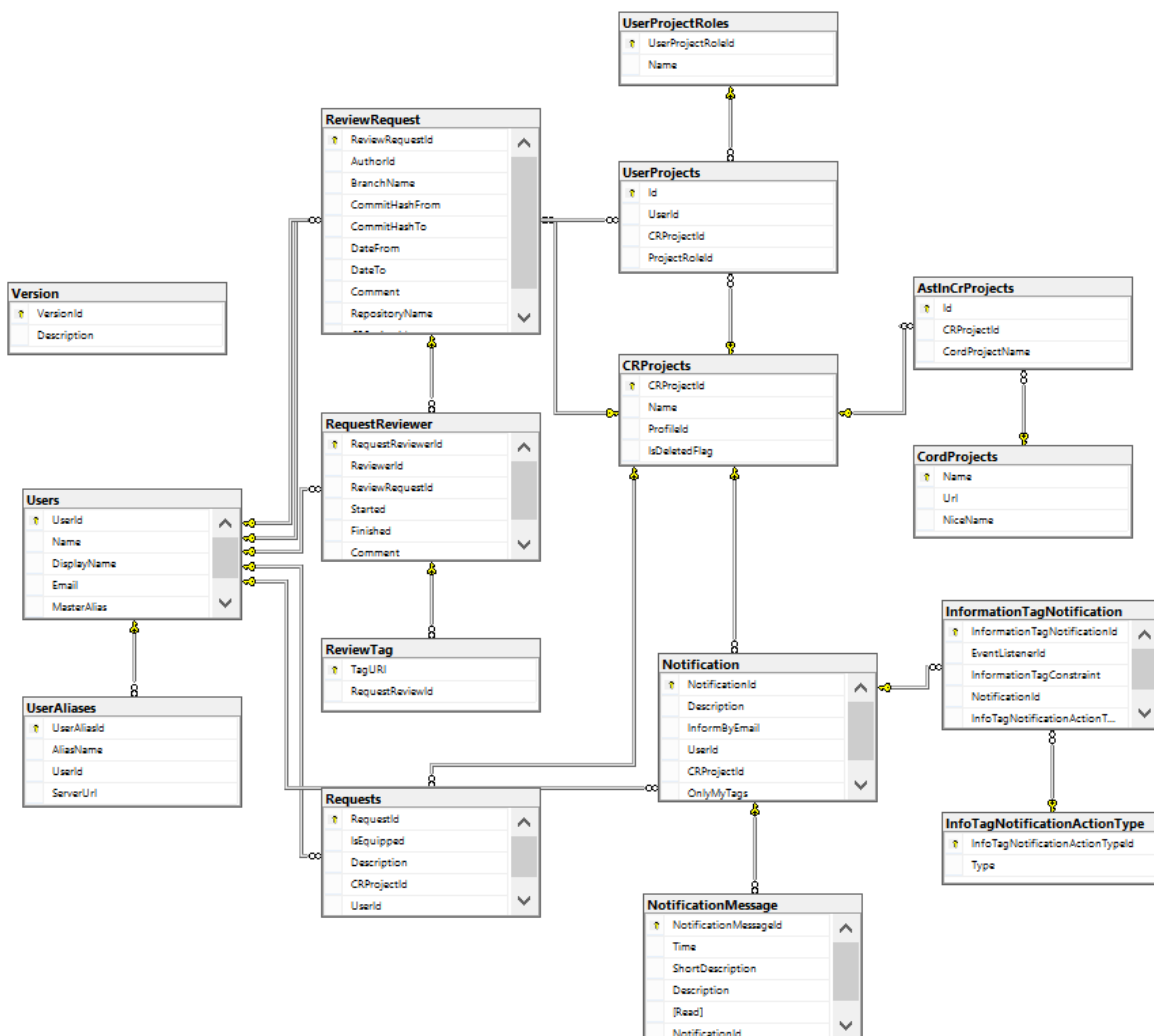 UserProjectRoles
UserProjectRoleId
Name
ReviewRequest
ReviewRequestId
AuthorId
BranchName
CommitHashFrom
CommitHashTo
DateFrom
DateTo
Comment
RepositoryName
UserProjects
Id
UserId
CRProjectId
ProjectRoleId
Version
VersionId
Description
AstInCrProjects
Id
CRProjectId
CordProjectName
CRProjects
CRProjectId
Name
ProfileId
IsDeletedFlag
RequestReviewer
RequestReviewerId
ReviewerId
ReviewRequestId
Started
Finished
Comment
CordProjects
Name
Url
NiceName
Users
UserId
Name
DisplayName
Email
MasterAlias
ReviewTag
TagURI
RequestReviewId
InformationTagNotification
InformationTagNotificationId
EventListenerId
InformationTagConstraint
NotificationId
InfoTagNotificationActionT...
Notification
NotificationId
Description
InformByEmail
UserId
CRProjectId
OnlyMyTags
UserAliases
UserAliasId
AliasName
UserId
ServerUrl
Requests
RequestId
IsEquipped
Description
CRProjectId
UserId
InfoTagNotificationActionType
InfoTagNotificationActionTypeId
Type
NotificationMessage
NotificationMessageId
Time
ShortDescription
Description
[Read]
NotificationId